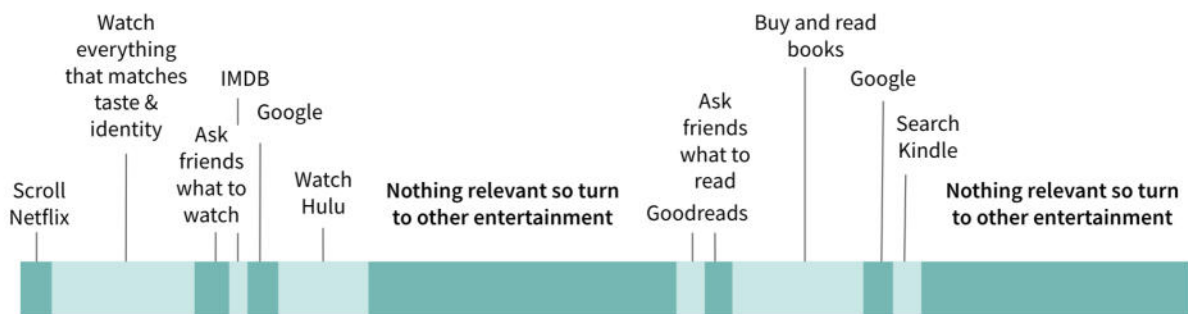 Scroll
Netflix
Watch
everything
that matches
taste &
identity
Ask
friends
what to
watch
IMDB
Google
Watch
Hulu
Nothing relevant so turn
to other entertainment
Goodreads
Ask
friends
what to
read
Buy and read
books
Google
Search
Kindle
Nothing relevant so turn
to other entertainment